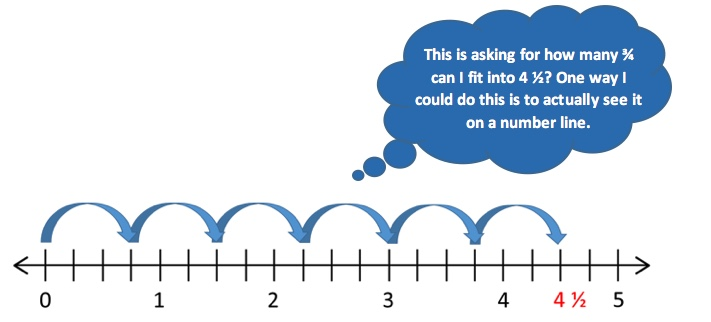 This is asking for how many ¾
can I fit into 4 ½? One way I
could do this is to actually see it
on a number line.
0 1 2 3 4 4 ½ 5